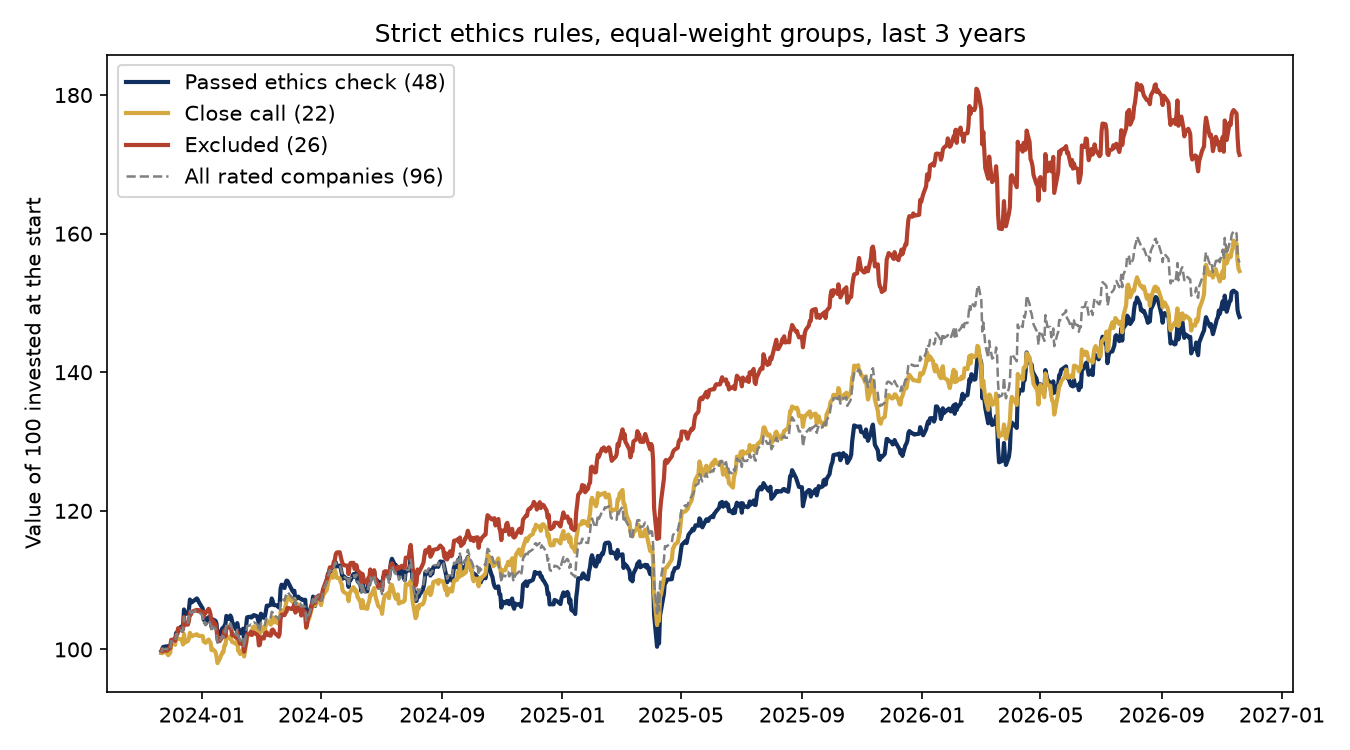 Strict ethics rules, equal-weight groups, last 3 years
Passed ethics check (48)
Close call (22)
Excluded (26)
All rated companies (96)
Value of 100 invested at the start
180
160
140
120
100
2024-01
2024-05
2024-09
2025-01
2025-05
2025-09
2026-01
2026-05
2026-09
2027-01